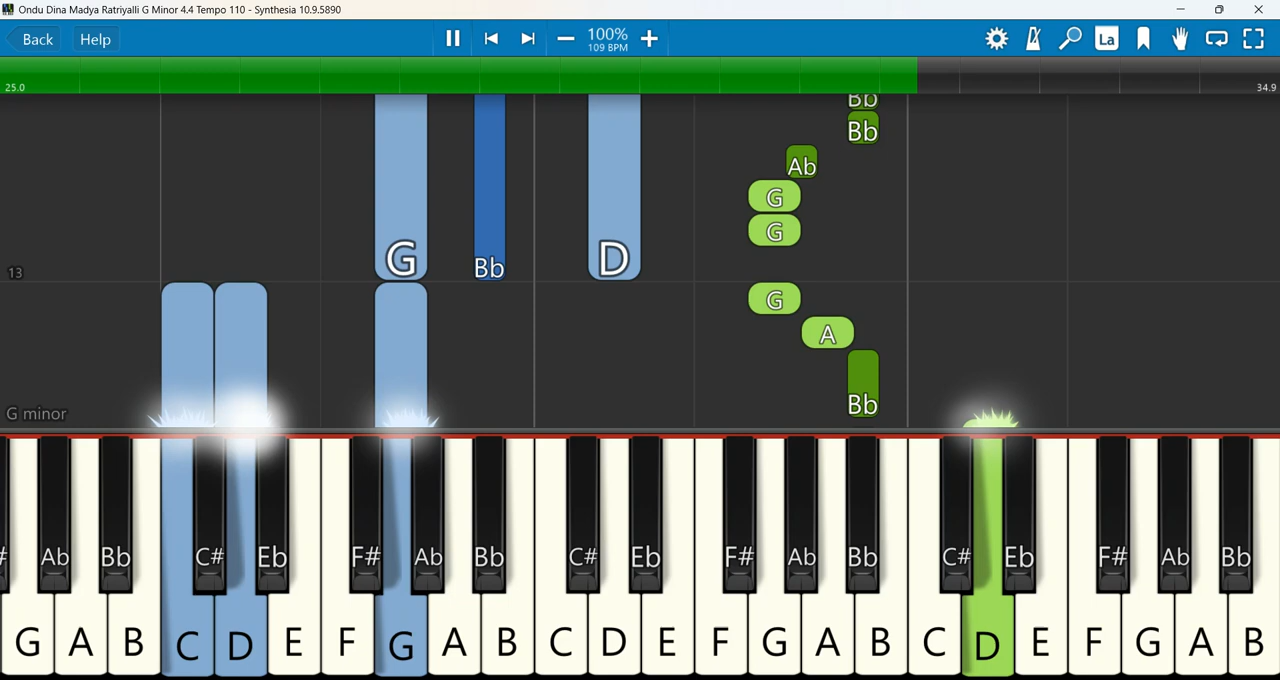 Ondu Dina Madya Ratriyalli G Minor 4.4 Tempo 110 - Synthesia 10.9.5890
Back Help 100% La
109 BPM
25.0 34.9
Bb
Bb
Ab
G
G
G Bb D
13
G
A
Bb
G minor
# Ab Bb C# Eb F# Ab Bb C# Eb F# Ab Bb C# Eb F# Ab Bb
G A B C D E F G A B C D E F G A B C D E F G A B